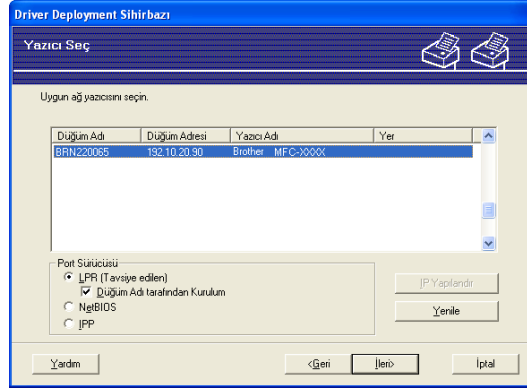 Driver Deployment Sihirbazı
Yazıcı Seç
Uygun ağ yazıcısını seçin.
Düğüm Adı Düğüm Adresi Yazıcı Adı Yer
BRN220065 192.10.20.90 Brother MFC-XXXX
Port Sürücüsü
LPR (Tavsiye edilen)
Düğüm Adı tarafından Kurulum
NetBIOS
IPP
IP Yapılandır
Yenile
Yardım <Geri İleri> İptal